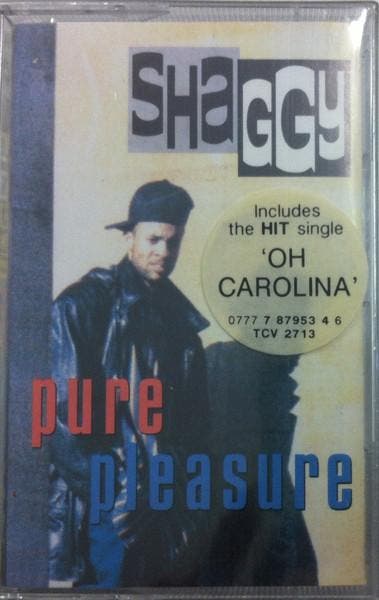 SHaGGy
Includes
the HIT single
'OH
CAROLINA'
0777 7 87953 4 6
TCV 2713
pure
pleasure